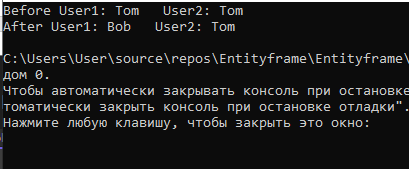 Before User1: Tom   User2: Tom
After User1: Bob   User2: Tom
C:\Users\User\source\repos\Entityframe\Entityframe\
дом 0.
Чтобы автоматически закрывать консоль при остановке
томатически закрыть консоль при остановке отладки".
Нажмите любую клавишу, чтобы закрыть это окно: